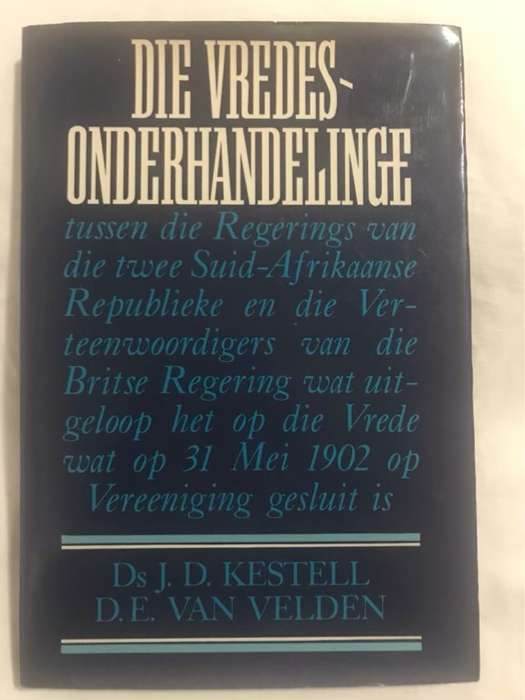 DIE VREDES-
ONDERHANDELINGE
tussen die Regerings van
die twee Suid-Afrikaanse
Republieke en die Ver-
teenwoordigers van die
Britse Regering wat uit-
geloop het op die Vrede
wat op 31 Mei 1902 op
Vereeniging gesluit is
Ds J. D. KESTELL
D. E. VAN VELDEN